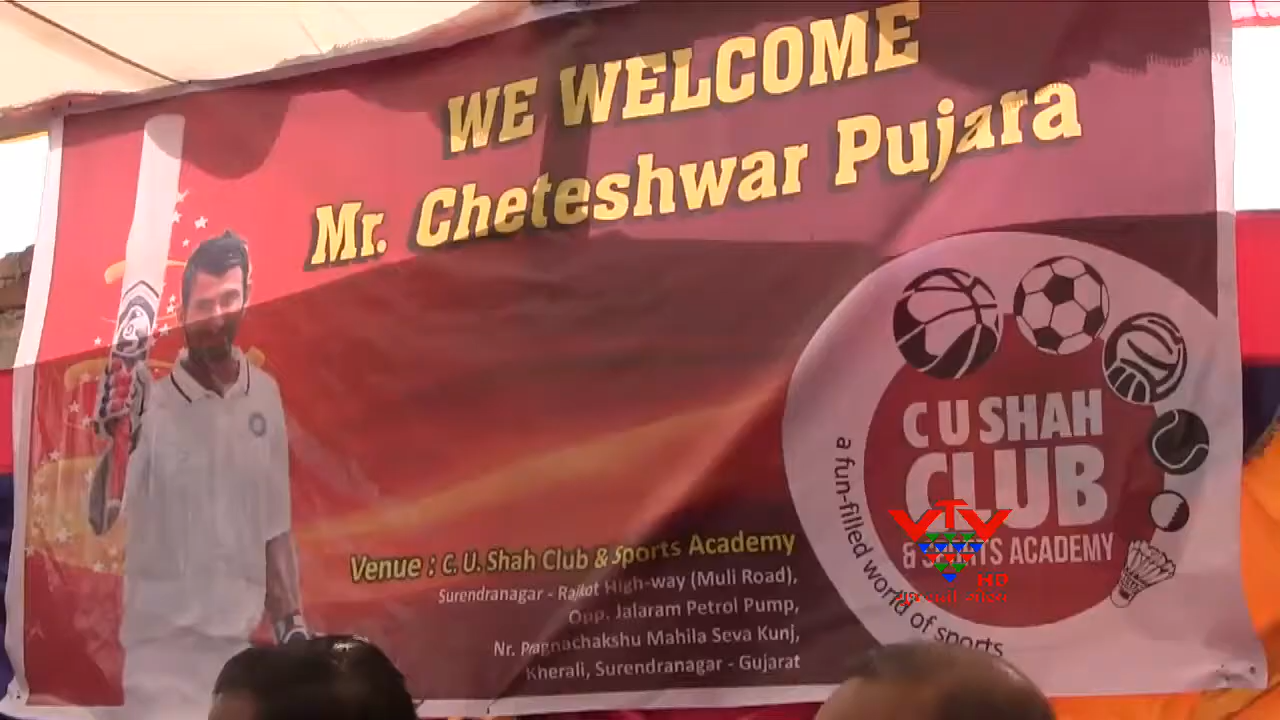 WE WELCOME
Mr. Cheteshwar Pujara
C U SHAH
CLUB
& SPORTS ACADEMY
a fun-filled world of sports
Venue : C. U. Shah Club & Sports Academy
Surendranagar - Rajkot High-way (Muli Road),
Opp. Jalaram Petrol Pump,
Nr. Pragnachakshu Mahila Seva Kunj,
Kherali, Surendranagar - Gujarat
VTV
HD